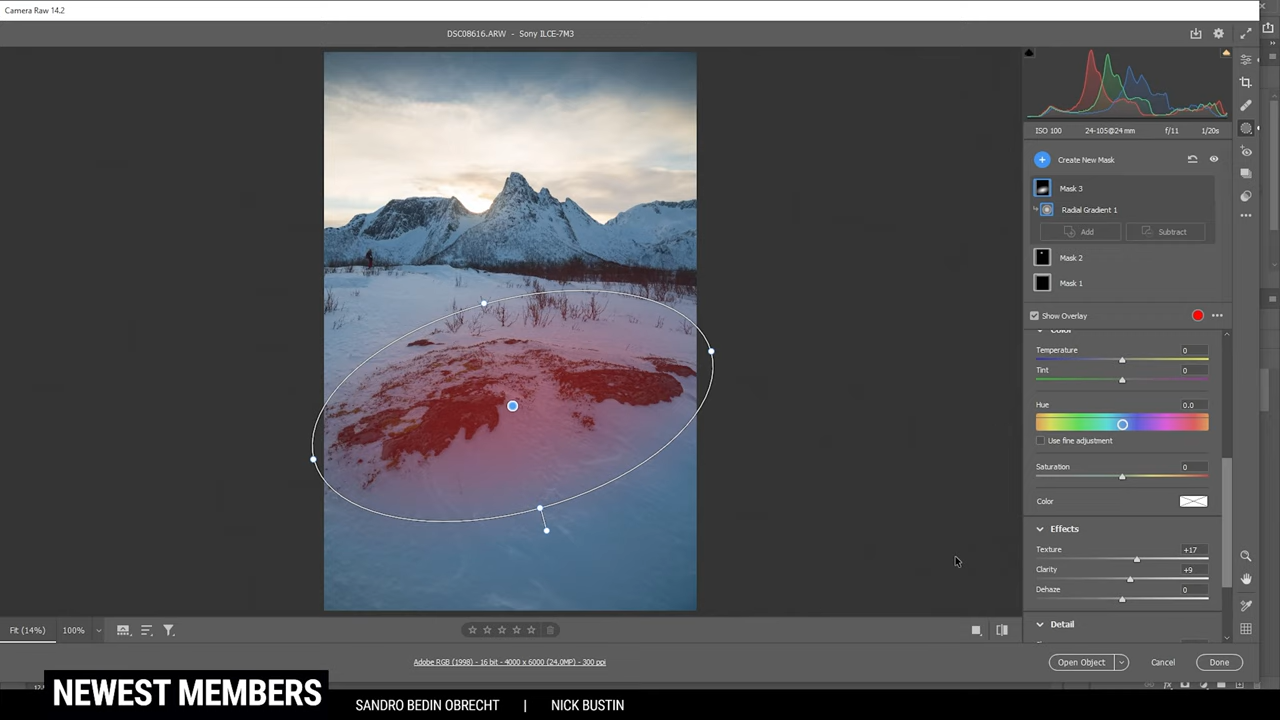 Camera Raw 14.2
DSC08616.ARW - Sony ILCE-7M3
ISO 100 24-105@24 mm f/11 1/20s
Create New Mask
Mask 3
Radial Gradient 1
Add Subtract
Mask 2
Mask 1
Show Overlay
Color
Temperature 0
Tint 0
Hue 0.0
Use fine adjustment
Saturation 0
Color
Effects
Texture +17
Clarity +9
Dehaze 0
Detail
Fit (14%) 100%
Adobe RGB (1998) - 16 bit - 4000 x 6000 (24.0MP) - 300 ppi
Open Object Cancel Done
NEWEST MEMBERS
SANDRO BEDIN OBRECHT | NICK BUSTIN